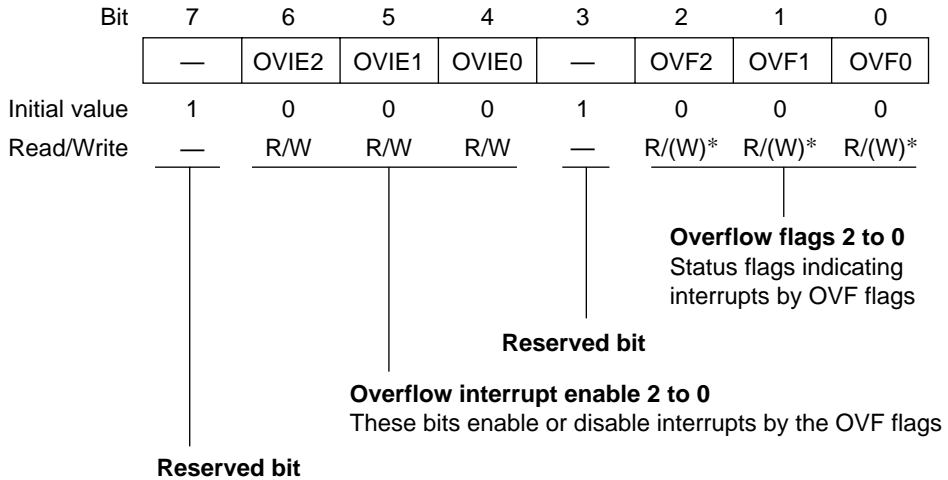 Bit 7 6 5 4 3 2 1 0
— OVIE2 OVIE1 OVIE0 — OVF2 OVF1 OVF0
Initial value 1 0 0 0 1 0 0 0
Read/Write — R/W R/W R/W — R/(W)* R/(W)* R/(W)*
Overflow flags 2 to 0
Status flags indicating
interrupts by OVF flags
Reserved bit
Overflow interrupt enable 2 to 0
These bits enable or disable interrupts by the OVF flags
Reserved bit